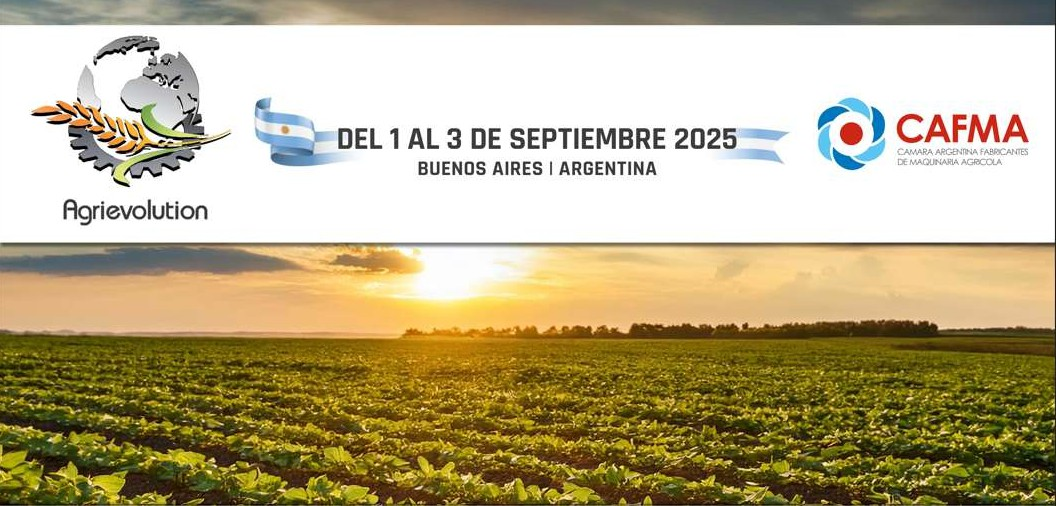 Agrievolution
DEL 1 AL 3 DE SEPTIEMBRE 2025
BUENOS AIRES | ARGENTINA
CAFMA
CAMARA ARGENTINA FABRICANTES
DE MAQUINARIA AGRICOLA